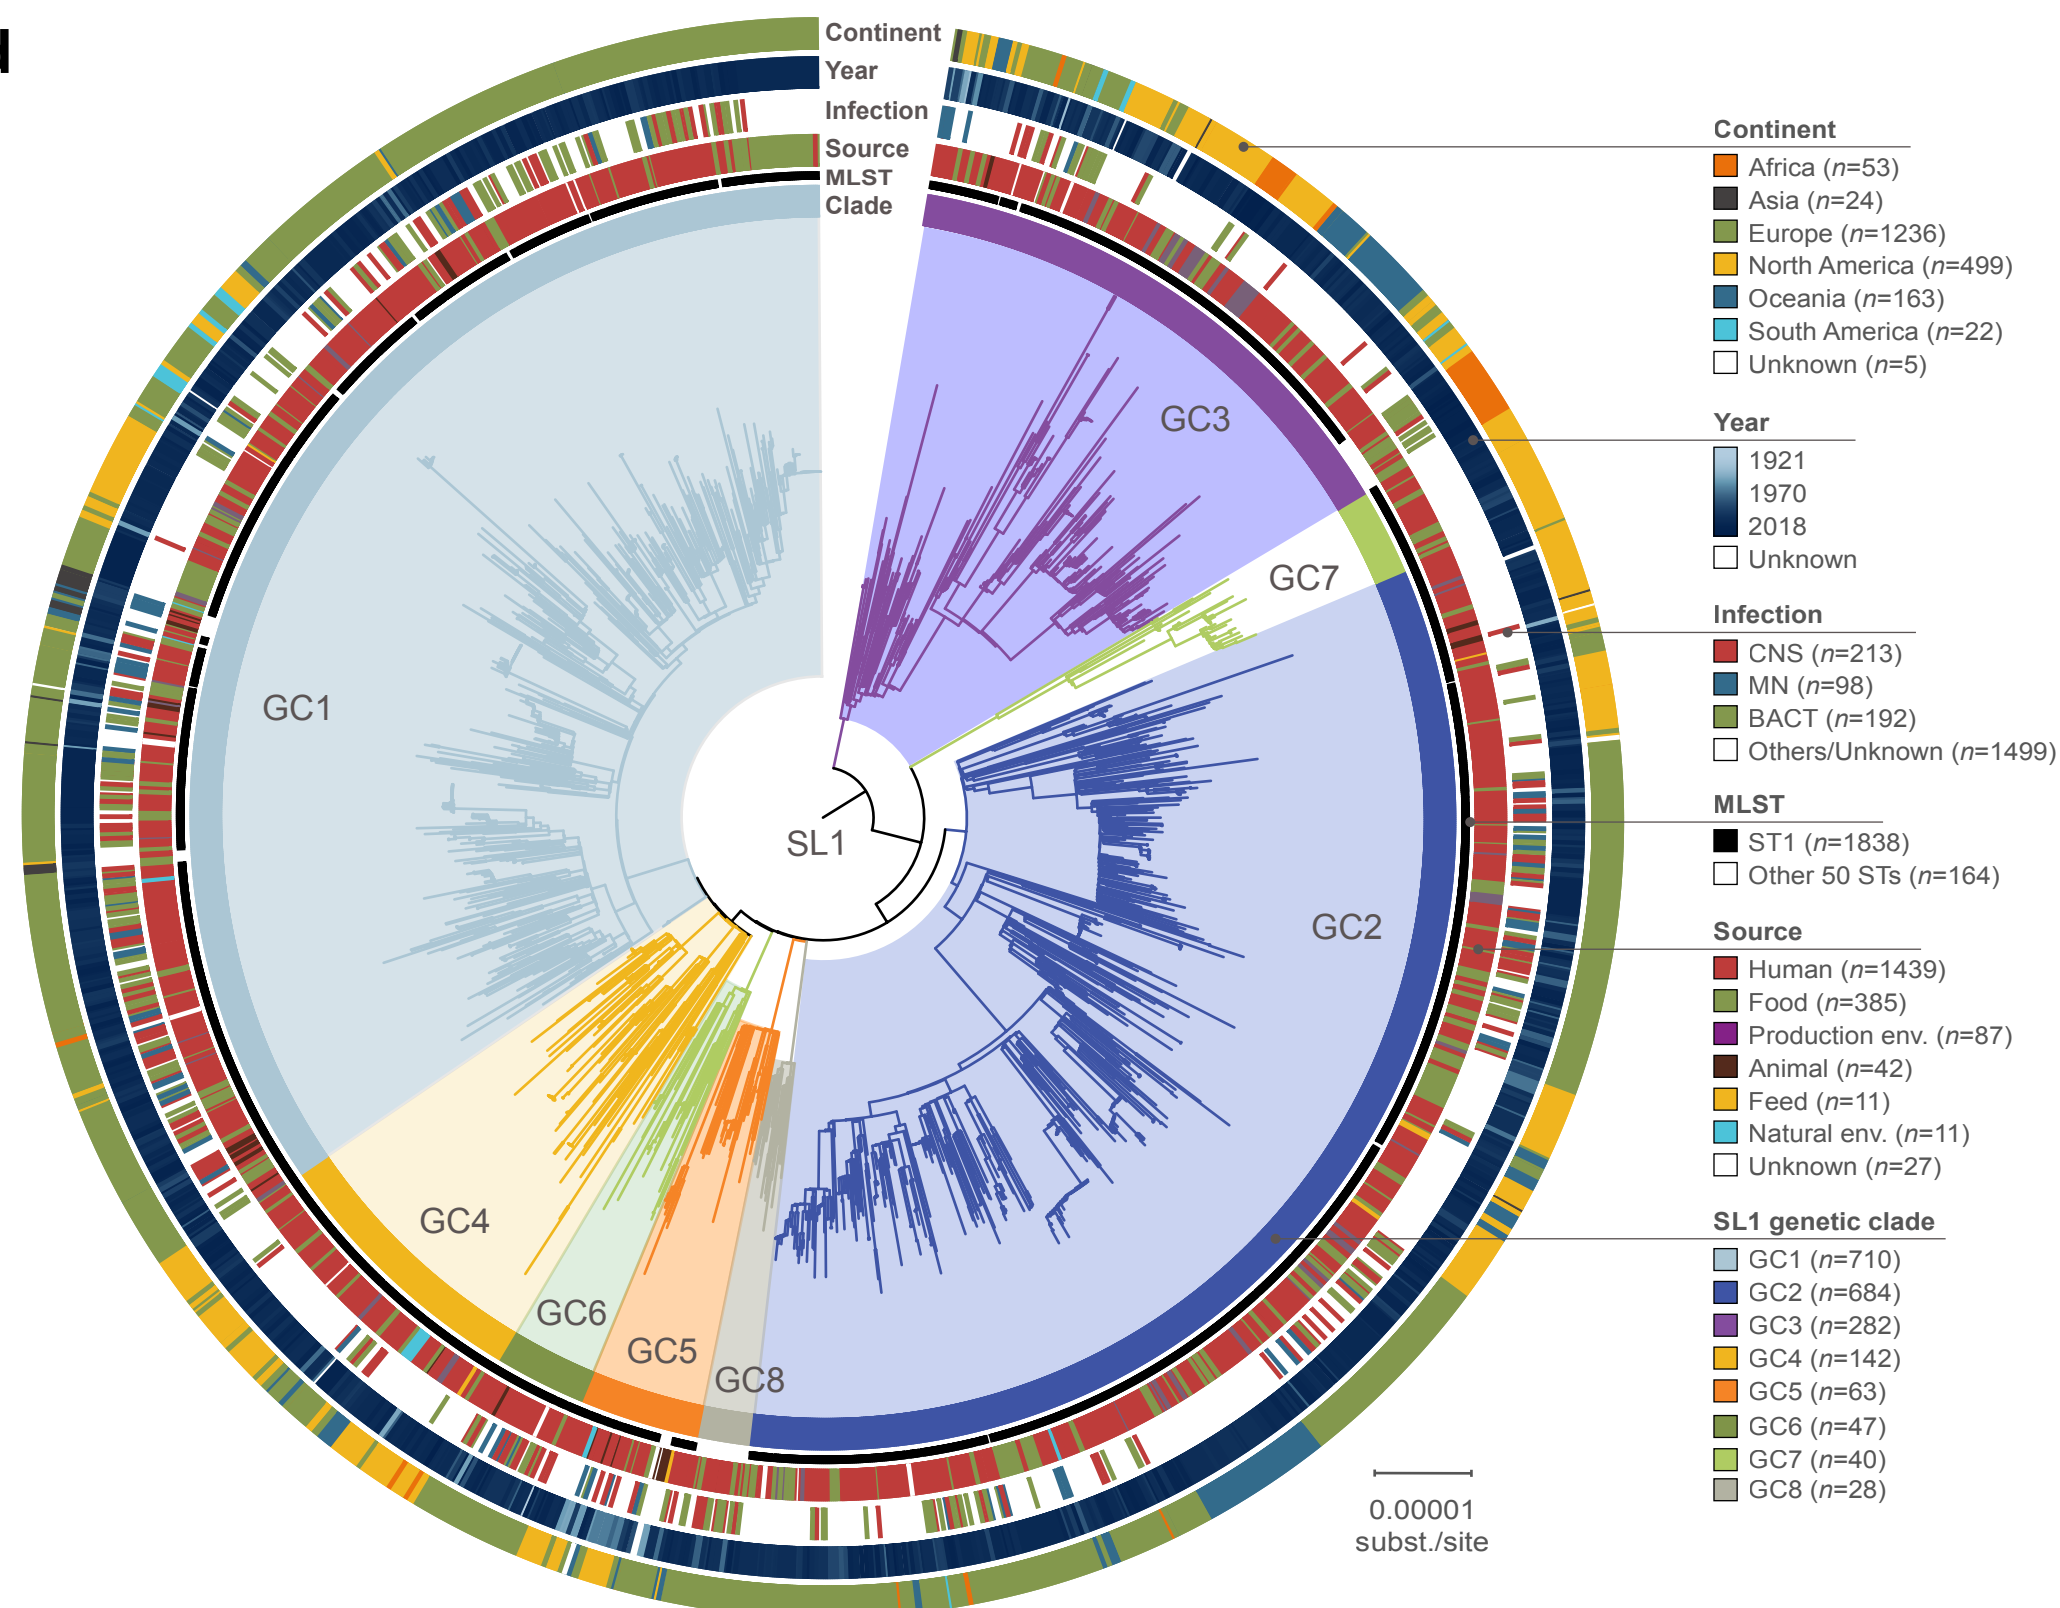 d
Continent
Year
Infection
Source
MLST
Clade
GC3
GC7
GC1
SL1
GC2
GC4
GC6
GC5
GC8
Continent
Africa (n=53)
Asia (n=24)
Europe (n=1236)
North America (n=499)
Oceania (n=163)
South America (n=22)
Unknown (n=5)
Year
1921
1970
2018
Unknown
Infection
CNS (n=213)
MN (n=98)
BACT (n=192)
Others/Unknown (n=1499)
MLST
ST1 (n=1838)
Other 50 STs (n=164)
Source
Human (n=1439)
Food (n=385)
Production env. (n=87)
Animal (n=42)
Feed (n=11)
Natural env. (n=11)
Unknown (n=27)
SL1 genetic clade
GC1 (n=710)
GC2 (n=684)
GC3 (n=282)
GC4 (n=142)
GC5 (n=63)
GC6 (n=47)
GC7 (n=40)
GC8 (n=28)
0.00001
subst./site